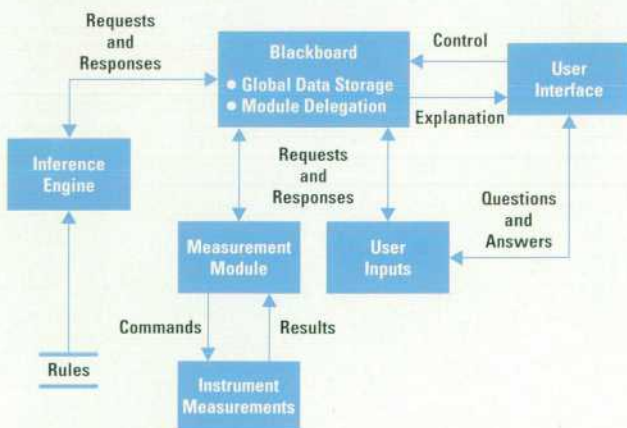 Requests
and
Responses
Blackboard
● Global Data Storage
● Module Delegation
Control
User
Interface
Explanation
Inference
Engine
Requests
and
Responses
Questions
and
Answers
Measurement
Module
User
Inputs
Commands
Results
Rules
Instrument
Measurements